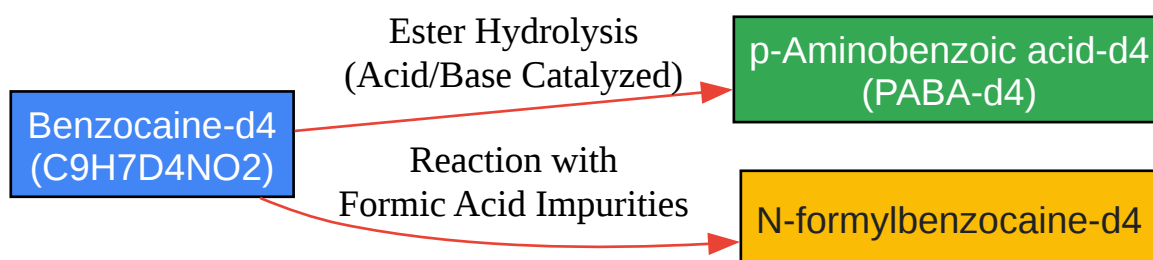 Ester Hydrolysis
(Acid/Base Catalyzed)
p-Aminobenzoic acid-d4
(PABA-d4)
Benzocaine-d4
(C9H7D4NO2)
Reaction with
Formic Acid Impurities
N-formylbenzocaine-d4